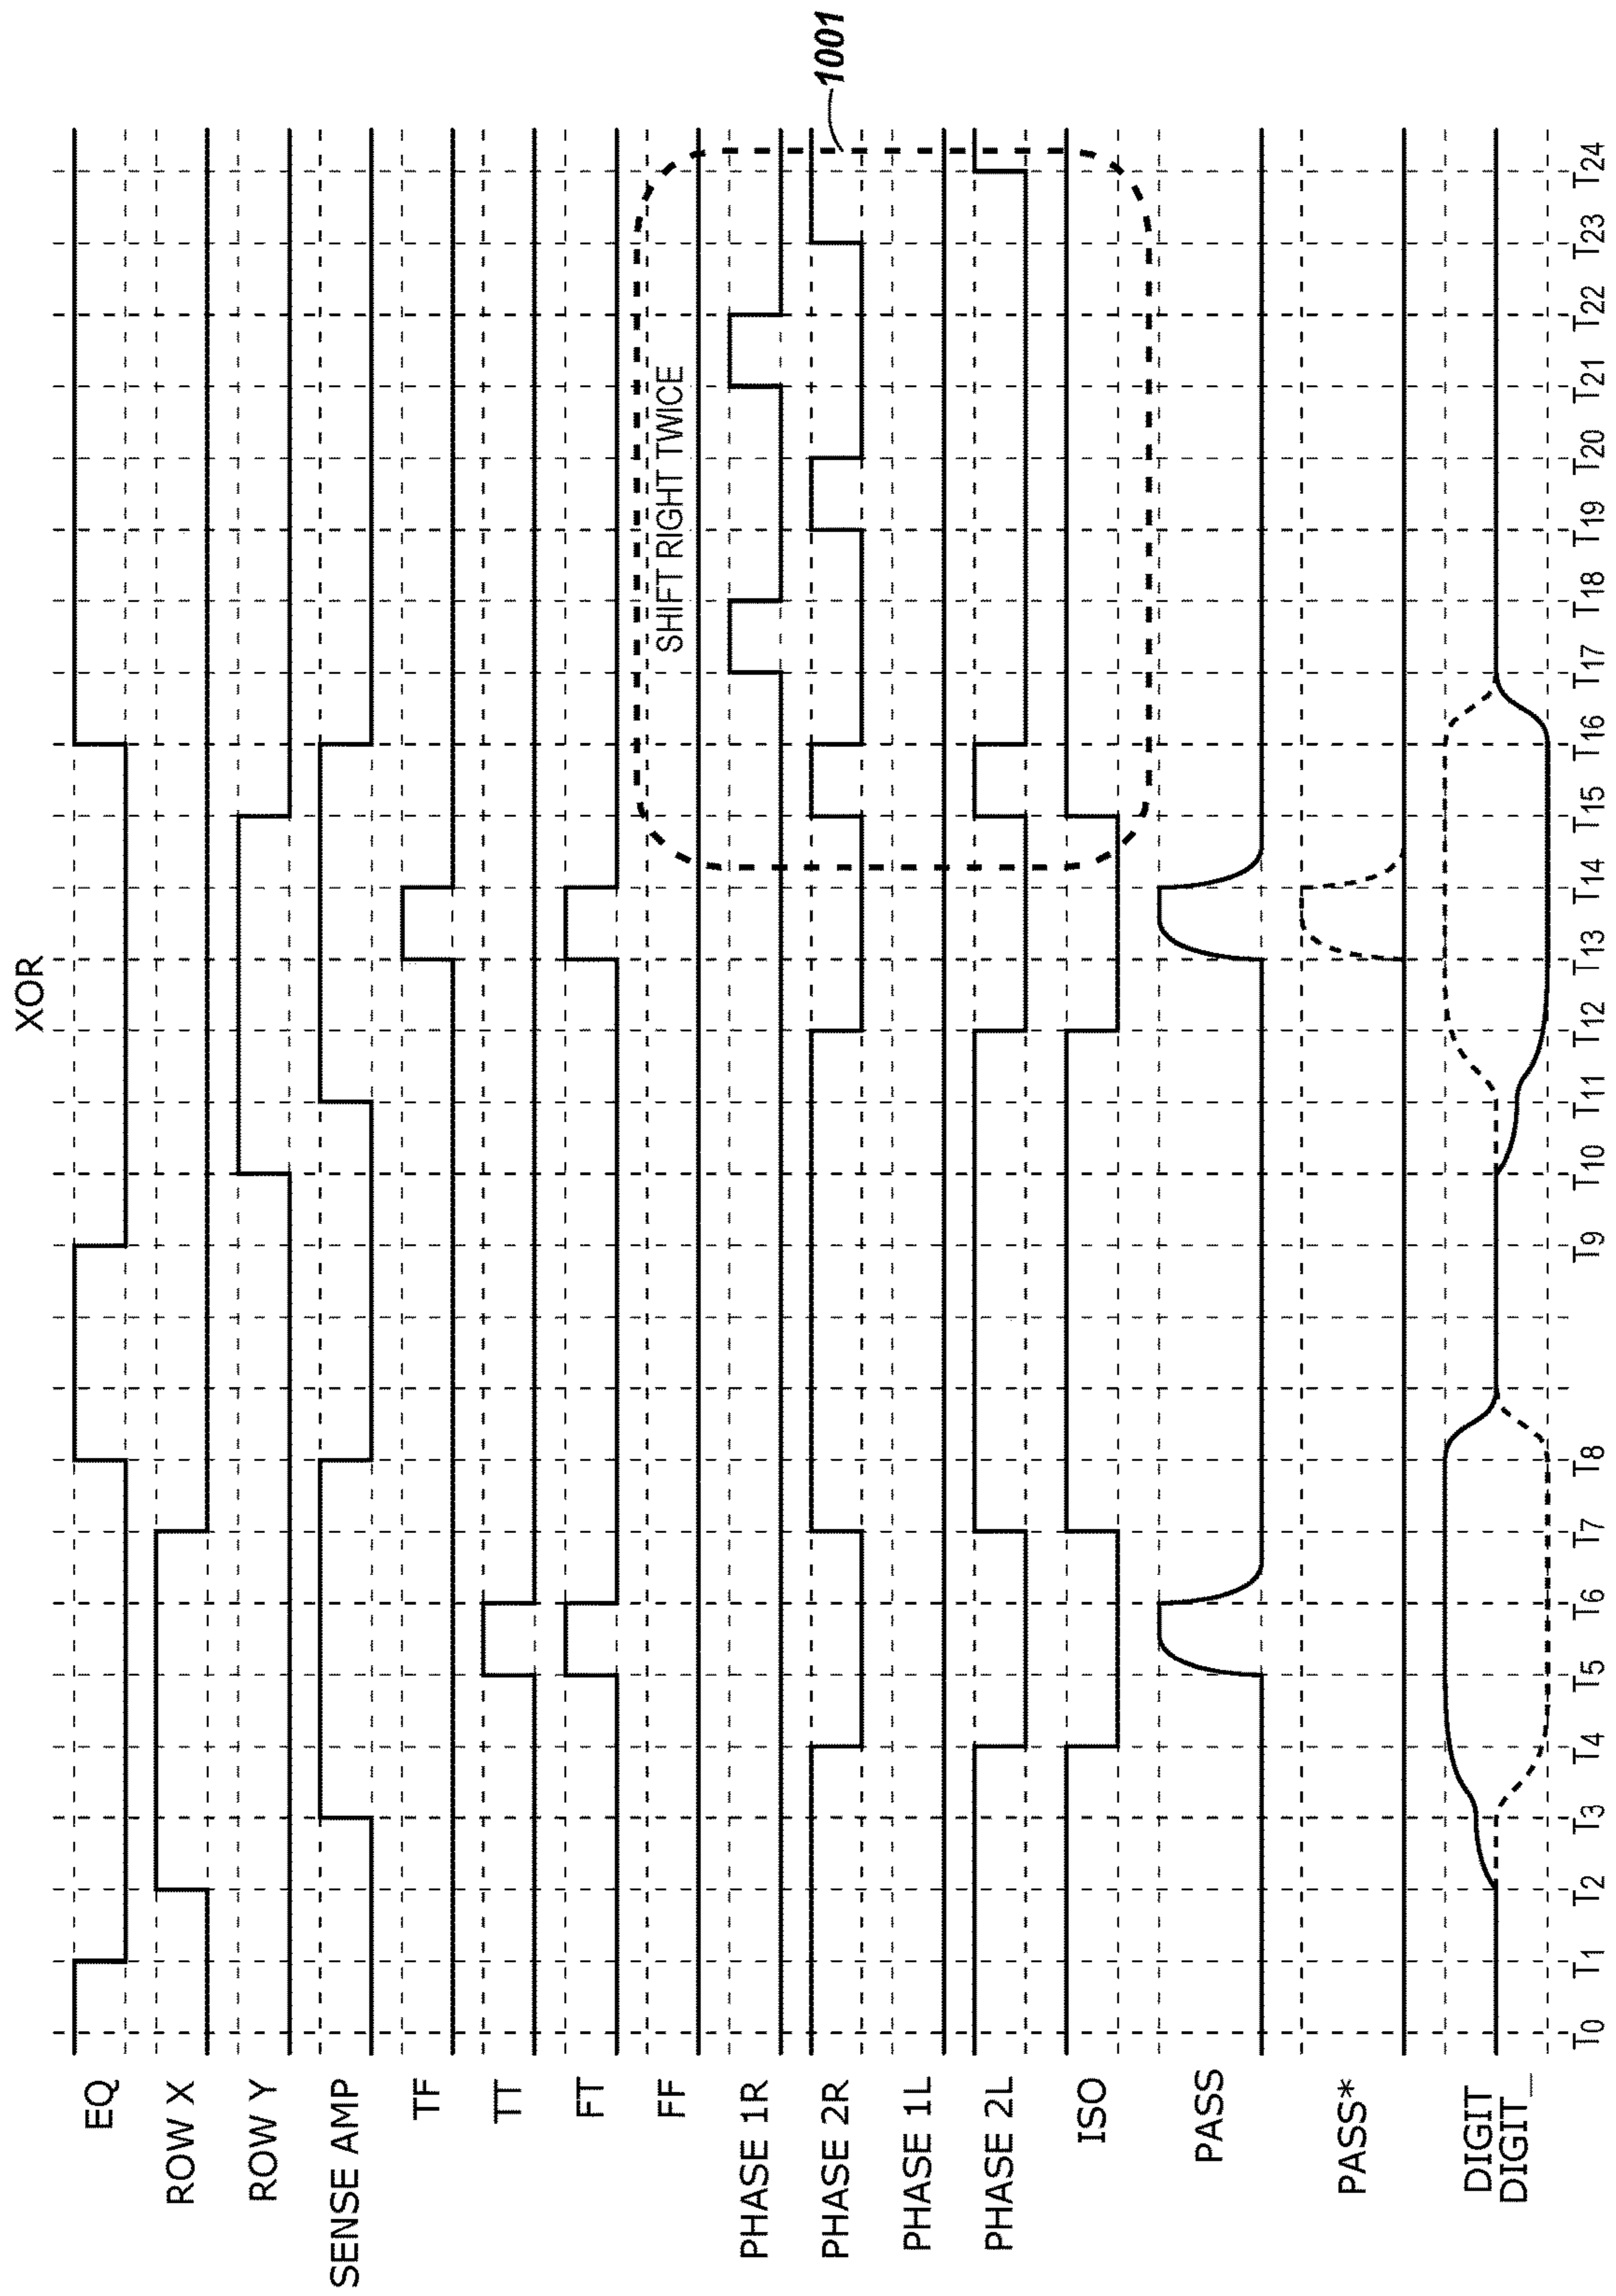 XOR
EQ
ROW X
ROW Y
SENSE AMP
TF
TT
FT
FF
PHASE 1R
PHASE 2R
PHASE 1L
PHASE 2L
ISO
PASS
PASS*
DIGIT
DIGIT_
SHIFT RIGHT TWICE
1001
T0 T1 T2 T3 T4 T5 T6 T7 T8 T9 T10 T11 T12 T13 T14 T15 T16 T17 T18 T19 T20 T21 T22 T23 T24